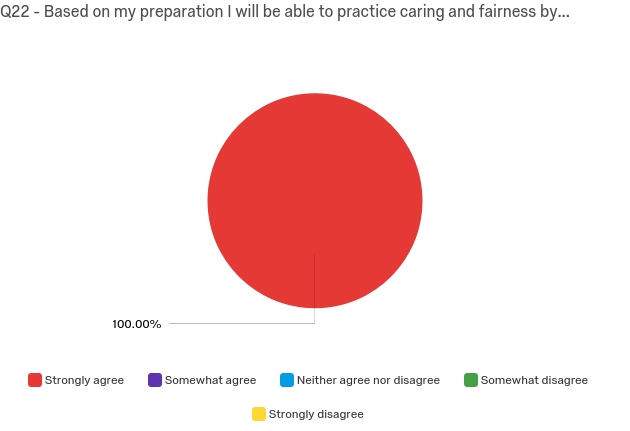 Q22 - Based on my preparation I will be able to practice caring and fairness by...
100.00%
Strongly agree Somewhat agree Neither agree nor disagree Somewhat disagree
Strongly disagree